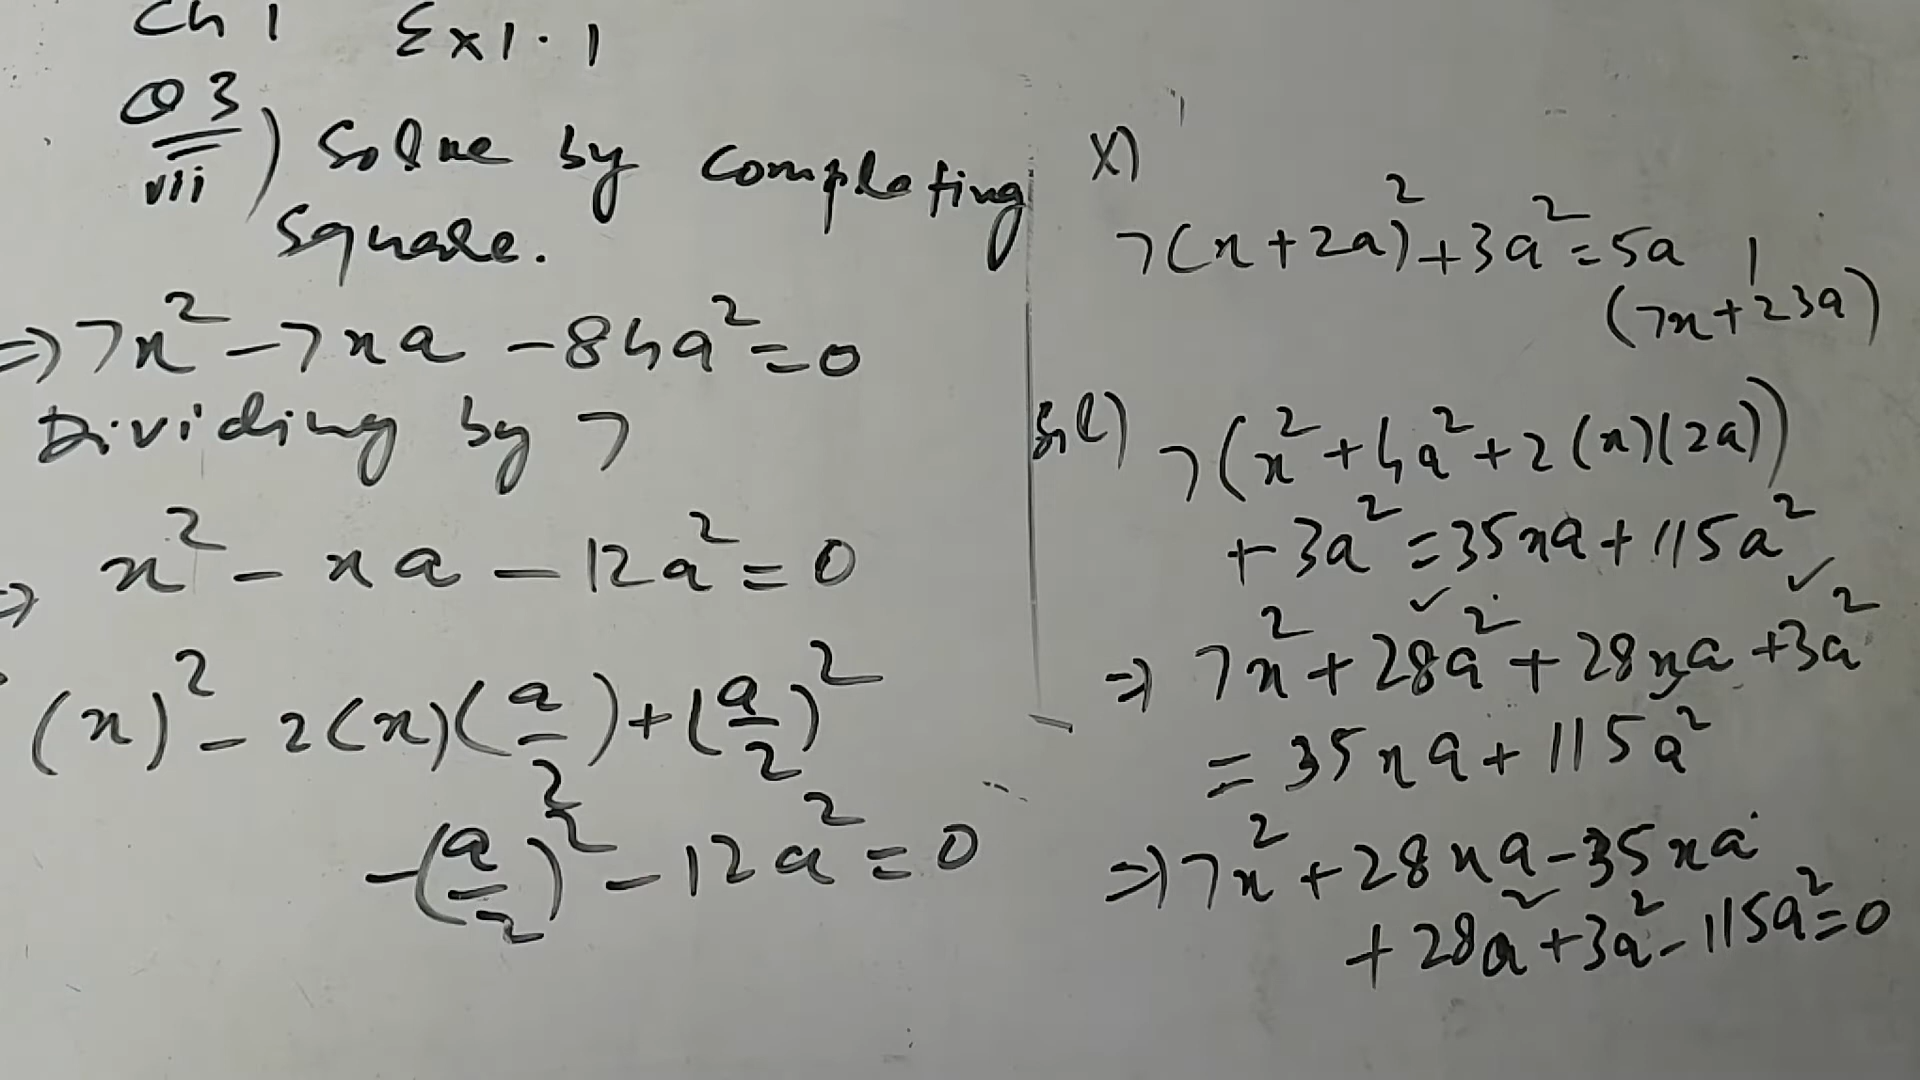 Ch 1 Ex 1.1
Q3
vii) Solve by completing
square.
⇒ 7x² - 7xa - 84a² = 0
Dividing by 7
⇒ x² - xa - 12a² = 0
(x)² - 2(x)(a/2) + (a/2)²
-(a/2)² - 12a² = 0
x)
7(x+2a)² + 3a² = 5a
(7x+23a)
Sol) 7(x² + 4a² + 2(x)(2a))
+ 3a² = 35xa + 115a²
⇒ 7x² + 28a² + 28xa + 3a²
= 35xa + 115a²
⇒ 7x² + 28xa - 35xa
+ 28a² + 3a² - 115a² = 0